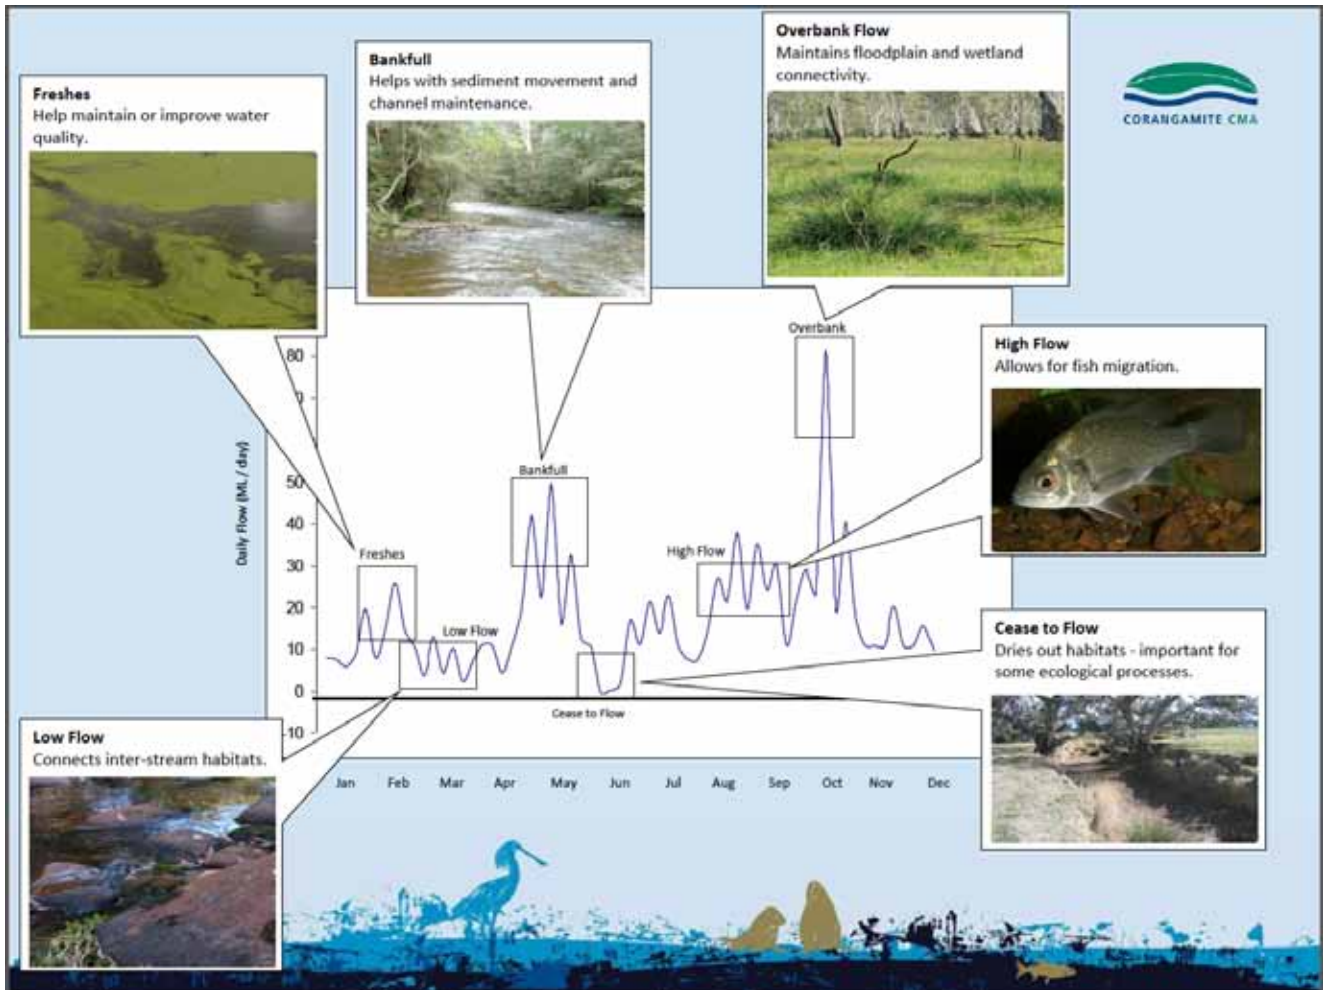 Freshes
Help maintain or improve water
quality.
Bankfull
Helps with sediment movement and
channel maintenance.
Overbank Flow
Maintains floodplain and wetland
connectivity.
CORANGAMITE CMA
High Flow
Allows for fish migration.
Cease to Flow
Dries out habitats - important for
some ecological processes.
Low Flow
Connects inter-stream habitats.
Daily Flow (ML / day)
80
50
40
30
20
10
0
Overbank
Bankfull
Freshes
High Flow
Low Flow
Cease to Flow
Jan Feb Mar Apr May Jun Jul Aug Sep Oct Nov Dec